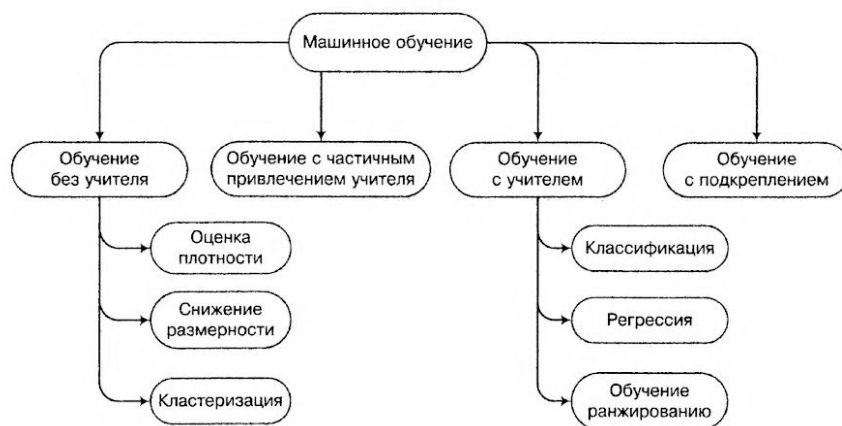 Машинное обучение
Обучение
без учителя
Обучение с частичным
привлечением учителя
Обучение
с учителем
Обучение
с подкреплением
Оценка
плотности
Снижение
размерности
Кластеризация
Классификация
Регрессия
Обучение
ранжированию